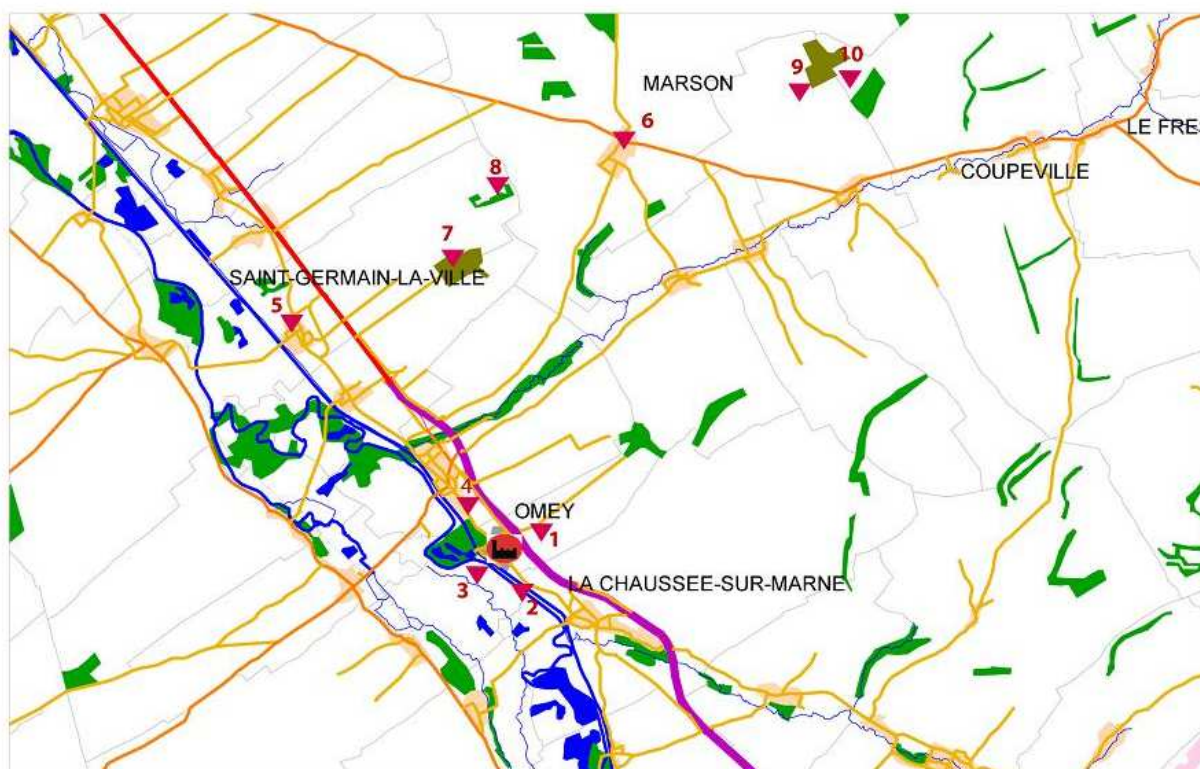 10
9
MARSON
6
LE FRE
COUPEVILLE
8
7
SAINT-GERMAIN-LA-VILLE
5
4
OMEY
1
3
LA CHAUSSEE-SUR-MARNE
2